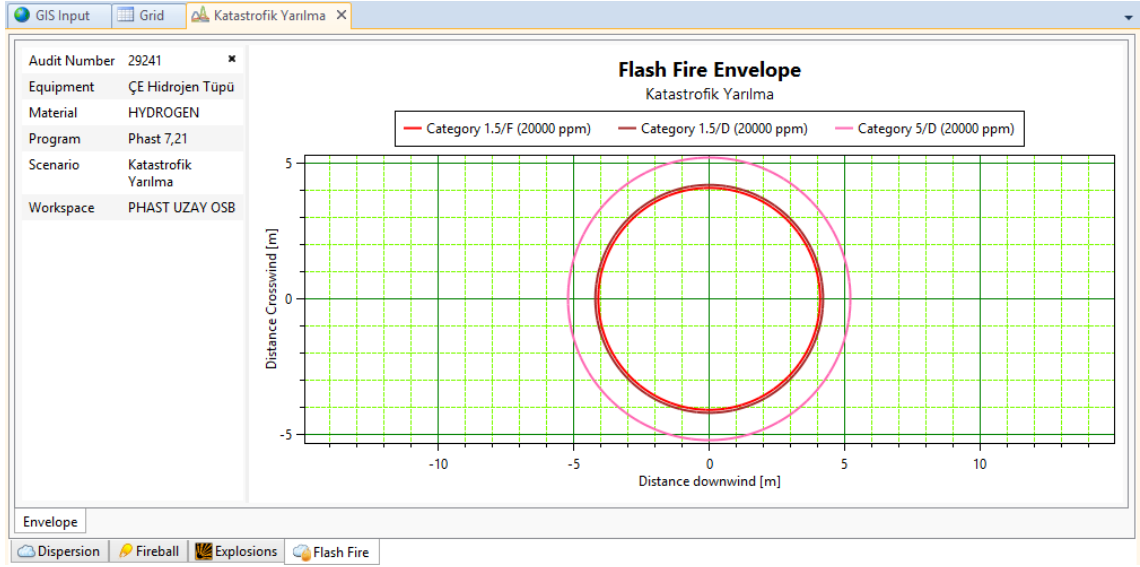 GIS Input
Grid
Katastrofik Yarılma
Audit Number 29241
Equipment ÇE Hidrojen Tüpü
Material HYDROGEN
Program Phast 7,21
Scenario Katastrofik
Yarılma
Workspace PHAST UZAY OSB
Flash Fire Envelope
Katastrofik Yarılma
Category 1.5/F (20000 ppm) Category 1.5/D (20000 ppm) Category 5/D (20000 ppm)
Distance Crosswind [m]
5
0
-5
-10 -5 0 5 10
Distance downwind [m]
Envelope
Dispersion Fireball Explosions Flash Fire